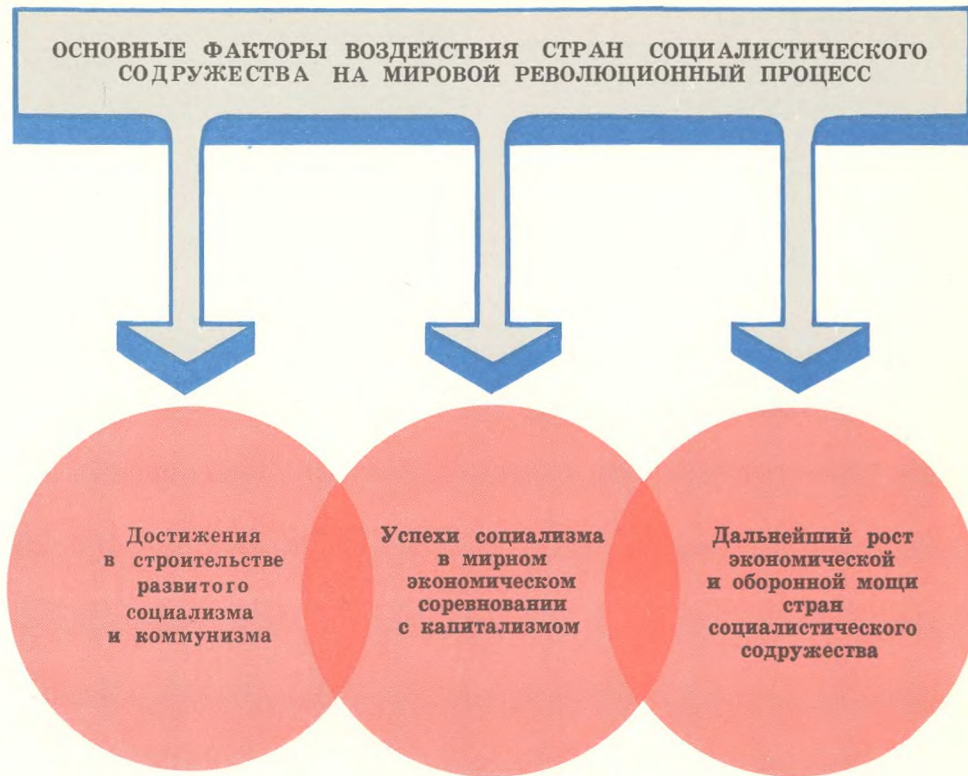 ОСНОВНЫЕ ФАКТОРЫ ВОЗДЕЙСТВИЯ СТРАН СОЦИАЛИСТИЧЕСКОГО
СОДРУЖЕСТВА НА МИРОВОЙ РЕВОЛЮЦИОННЫЙ ПРОЦЕСС
Достижения
в строительстве
развитого
социализма
и коммунизма
Успехи социализма
в мирном
экономическом
соревновании
с капитализмом
Дальнейший рост
экономической
и оборонной мощи
стран
социалистического
содружества